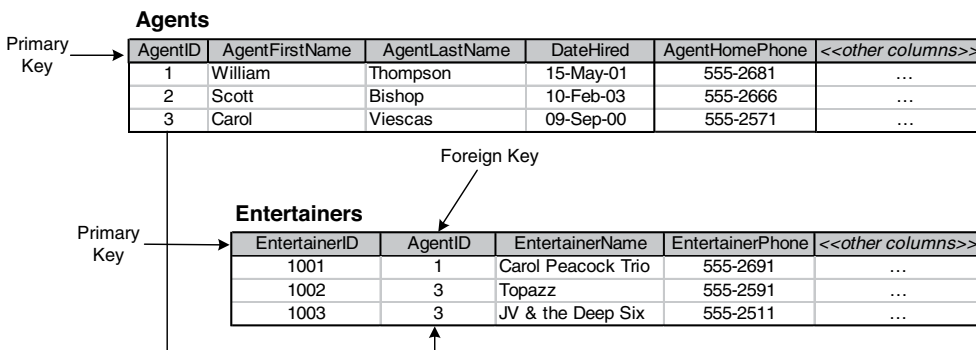 Agents
Primary Key
AgentID AgentFirstName AgentLastName DateHired AgentHomePhone <<other columns>>
1 William Thompson 15-May-01 555-2681 ...
2 Scott Bishop 10-Feb-03 555-2666 ...
3 Carol Viescas 09-Sep-00 555-2571 ...
Foreign Key
Entertainers
Primary Key
EntertainerID AgentID EntertainerName EntertainerPhone <<other columns>>
1001 1 Carol Peacock Trio 555-2691 ...
1002 3 Topazz 555-2591 ...
1003 3 JV & the Deep Six 555-2511 ...